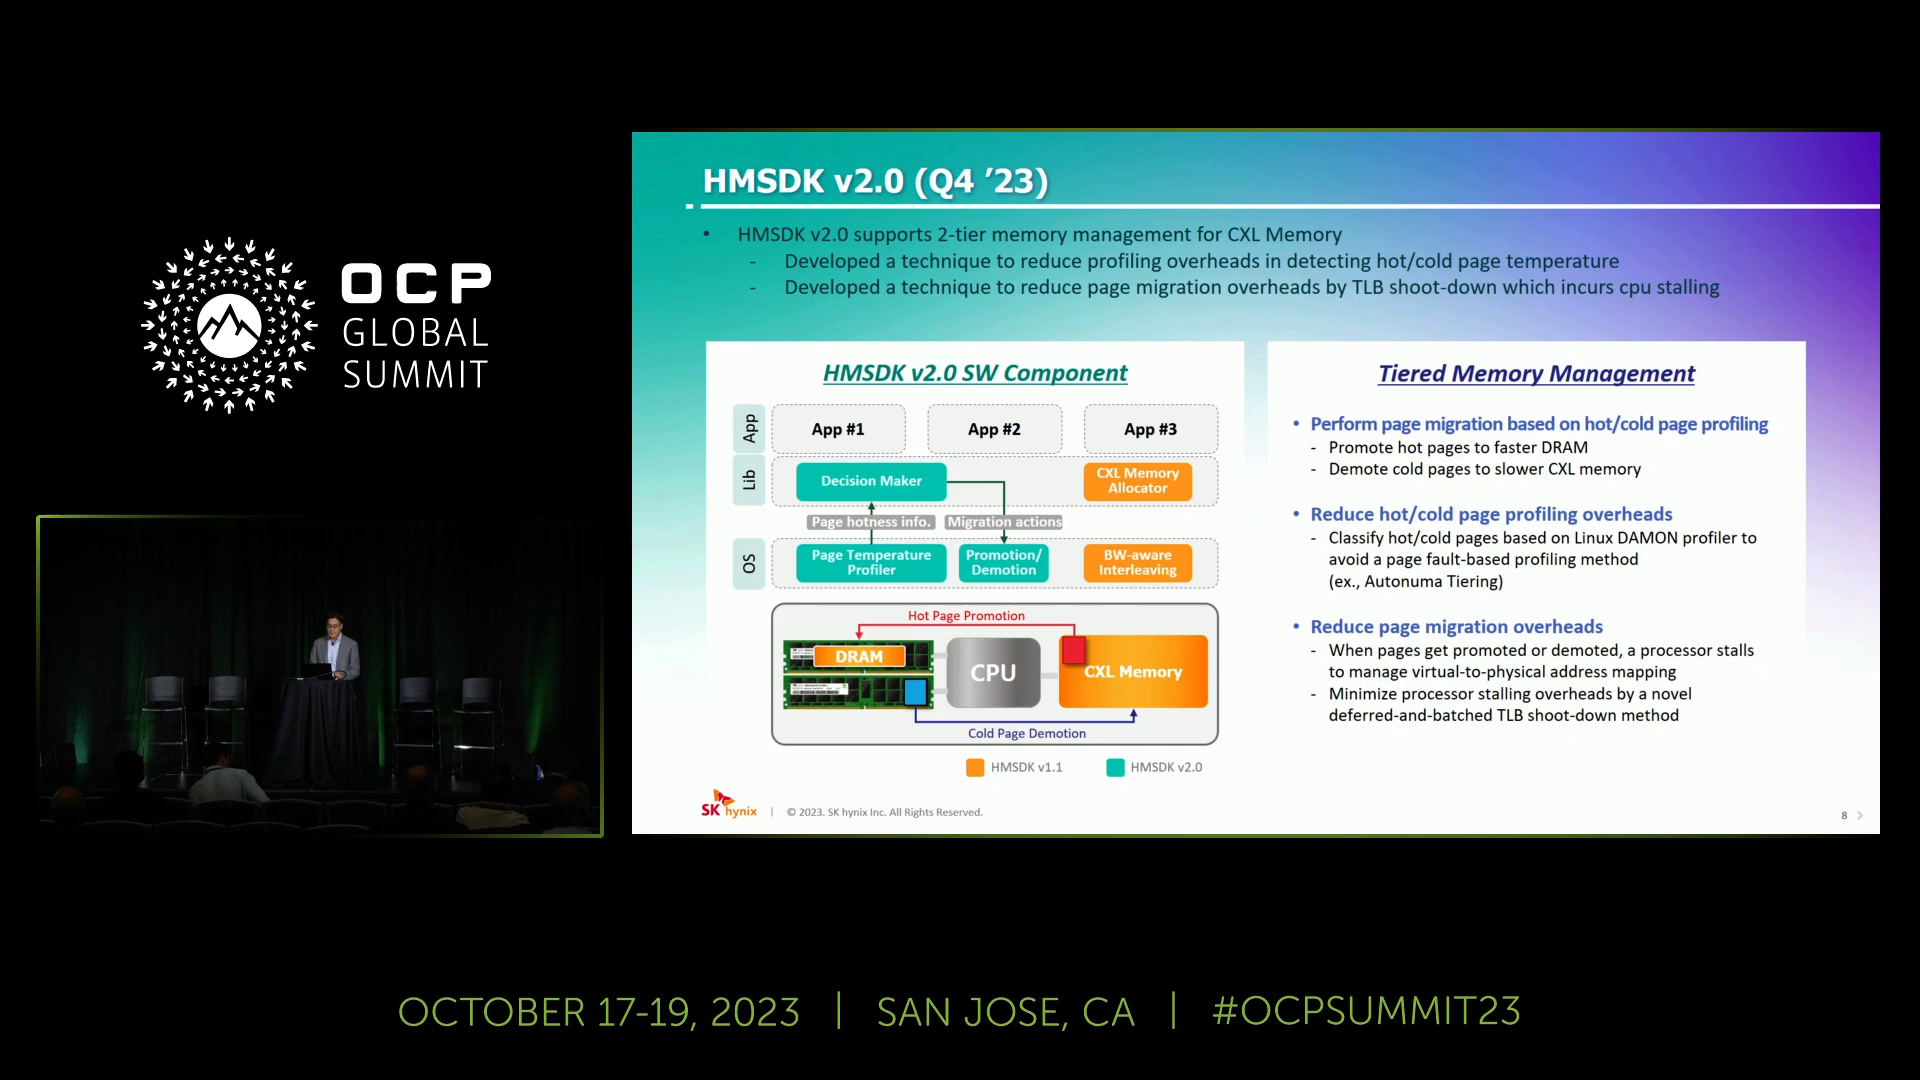 OCP
GLOBAL
SUMMIT
HMSDK v2.0 (Q4 ’23)
• HMSDK v2.0 supports 2-tier memory management for CXL Memory
- Developed a technique to reduce profiling overheads in detecting hot/cold page temperature
- Developed a technique to reduce page migration overheads by TLB shoot-down which incurs cpu stalling
HMSDK v2.0 SW Component
App
App #1
App #2
App #3
Lib
Decision Maker
CXL Memory
Allocator
Page hotness info.
Migration actions
OS
Page Temperature
Profiler
Promotion/
Demotion
BW-aware
Interleaving
Hot Page Promotion
DRAM
CPU
CXL Memory
Cold Page Demotion
HMSDK v1.1
HMSDK v2.0
Tiered Memory Management
• Perform page migration based on hot/cold page profiling
- Promote hot pages to faster DRAM
- Demote cold pages to slower CXL memory
• Reduce hot/cold page profiling overheads
- Classify hot/cold pages based on Linux DAMON profiler to
avoid a page fault-based profiling method
(ex., Autonuma Tiering)
• Reduce page migration overheads
- When pages get promoted or demoted, a processor stalls
to manage virtual-to-physical address mapping
- Minimize processor stalling overheads by a novel
deferred-and-batched TLB shoot-down method
SK hynix | © 2023. SK hynix Inc. All Rights Reserved.
8
OCTOBER 17-19, 2023 | SAN JOSE, CA | #OCPSUMMIT23